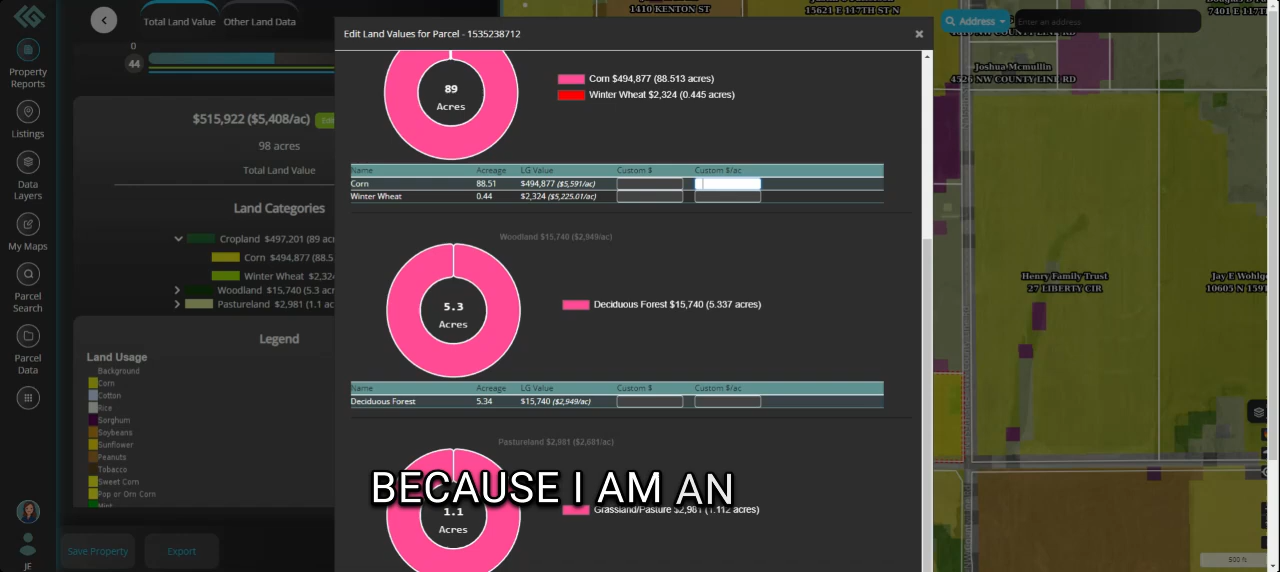 Total Land Value
Other Land Data
0
44
$515,922 ($5,408/ac)
98 acres
Total Land Value
Land Categories
Cropland $497,201 (89 acr
Corn $494,877 (88.5
Winter Wheat $2,324
Woodland $15,740 (5.3 ac
Pastureland $2,981 (1.1 ac
Legend
Land Usage
Background
Corn
Cotton
Rice
Sorghum
Soybeans
Sunflower
Peanuts
Tobacco
Sweet Corn
Pop or Orn Corn
Mint
Save Property
Export
Property
Reports
Listings
Data
Layers
My Maps
Parcel
Search
Parcel
Data
JF
Edit Land Values for Parcel - 1535238712
89
Acres
Corn $494,877 (88.513 acres)
Winter Wheat $2,324 (0.445 acres)
Name Acreage LG Value Custom $ Custom $/ac
Corn 88.51 $494,877 ($5,591/ac)
Winter Wheat 0.44 $2,324 ($5,225.01/ac)
Woodland $15,740 ($2,949/ac)
5.3
Acres
Deciduous Forest $15,740 (5.337 acres)
Name Acreage LG Value Custom $ Custom $/ac
Deciduous Forest 5.34 $15,740 ($2,949/ac)
Pastureland $2,981 ($2,681/ac)
1.1
Acres
Grassland/Pasture $2,981 (1.112 acres)
BECAUSE I AM AN
1410 KENTON ST
15621 E 117TH ST N
Address
Enter an address
7401 E 117T
Joshua Mcmullin
4526 NW COUNTY LINE RD
Henry Family Trust
27 LIBERTY CIR
Jay E Wohlge
10605 N 159T
500 ft